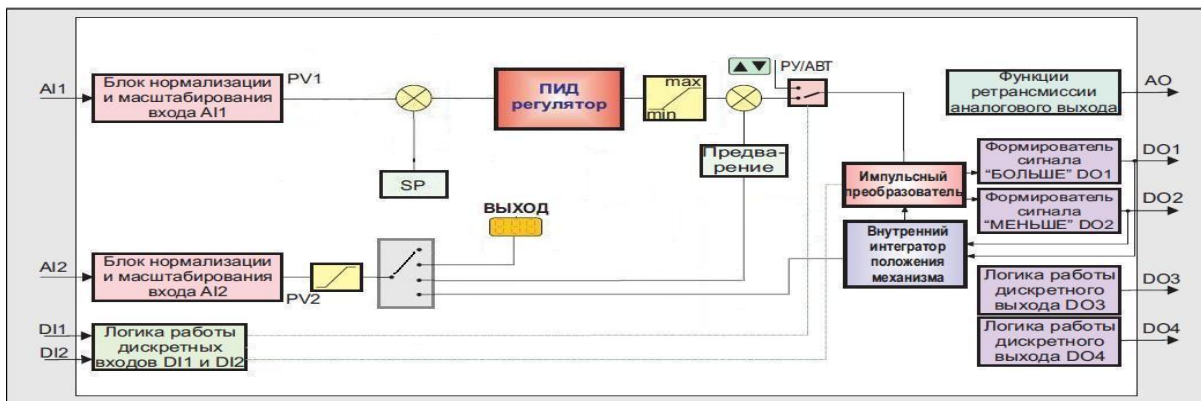 AI1
Блок нормализации
и масштабирования
входа AI1
PV1
ПИД
регулятор
max
min
РУ/АВТ
Функции
ретрансмиссии
аналогового выхода
AO
SP
Предва-
рение
Импульсный
преобразователь
Формирователь
сигнала
“БОЛЬШЕ” DO1
DO1
Формирователь
сигнала
“МЕНЬШЕ” DO2
DO2
ВЫХОД
Внутренний
интегратор
положения
механизма
AI2
Блок нормализации
и масштабирования
входа AI2
PV2
Логика работы
дискретного
выхода DO3
DO3
DI1
DI2
Логика работы
дискретных
входов DI1 и DI2
Логика работы
дискретного
выхода DO4
DO4